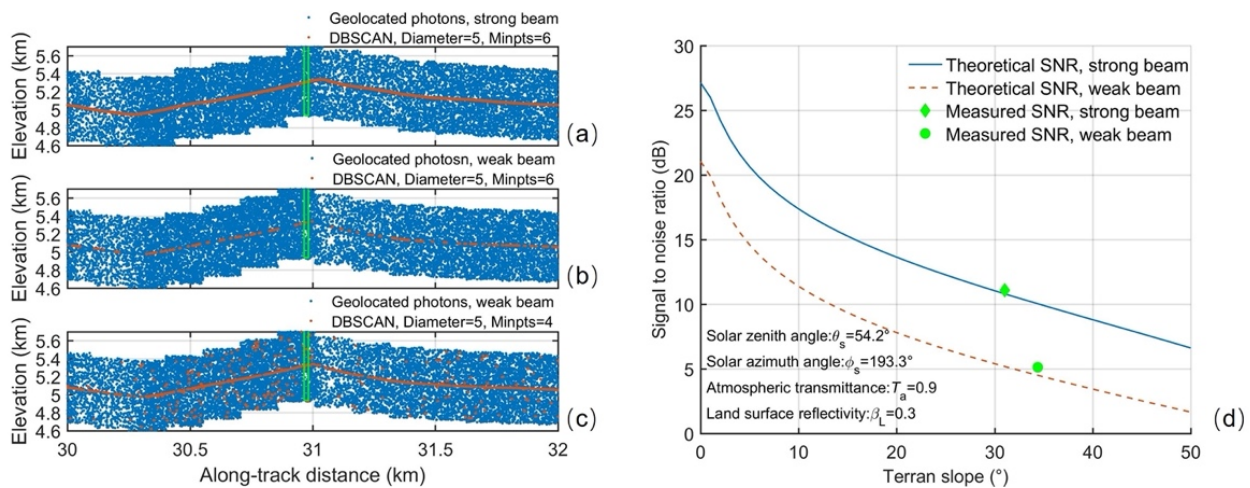 Geolocated photons, strong beam
DBSCAN, Diameter=5, Minpts=6
Elevation (km)
5.6
5.4
5.2
5
4.8
4.6
(a)
Geolocated photosn, weak beam
DBSCAN, Diameter=5, Minpts=6
Elevation (km)
5.6
5.4
5.2
5
4.8
4.6
(b)
Geolocated photons, weak beam
DBSCAN, Diameter=5, Minpts=4
Elevation (km)
5.6
5.4
5.2
5
4.8
4.6
(c)
30 30.5 31 31.5 32
Along-track distance (km)
Signal to noise ratio (dB)
30
25
20
15
10
5
0
Theoretical SNR, strong beam
Theoretical SNR, weak beam
Measured SNR, strong beam
Measured SNR, weak beam
Solar zenith angle:θs=54.2°
Solar azimuth angle:ϕs=193.3°
Atmospheric transmittance:Ta=0.9
Land surface reflectivity:βL=0.3
(d)
0 10 20 30 40 50
Terran slope (°)